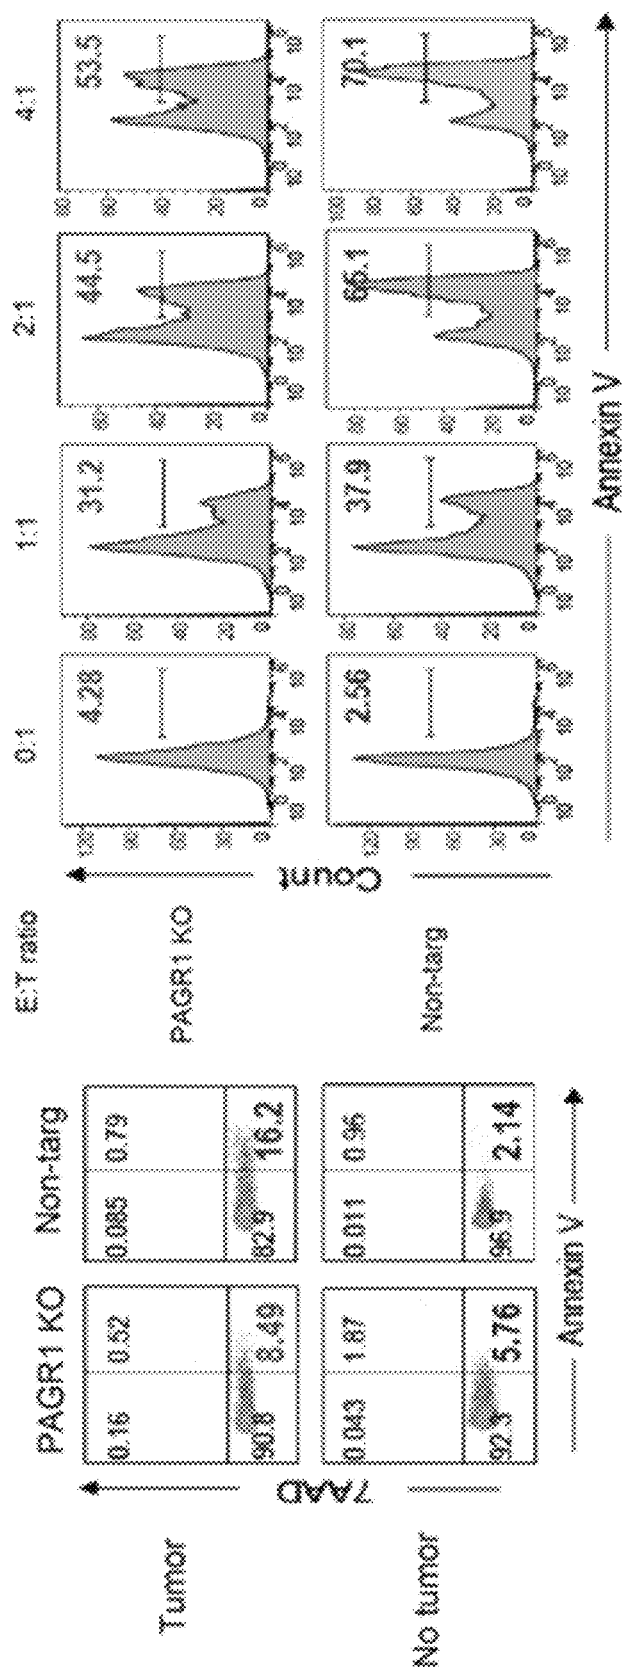 PAGR1 KO Non-targ
Tumor
0.16 0.52
90.8 8.49
0.085 0.79
82.9 16.2
No tumor
0.043 1.87
92.3 5.76
0.011 0.96
96.9 2.14
7AAD
Annexin V
E:T ratio 0:1 1:1 2:1 4:1
PAGR1 KO
4.28 31.2 44.5 53.5
Non-targ
2.56 37.9 66.1 70.1
Count
Annexin V